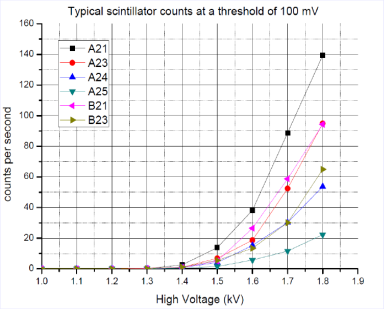 Typical scintillator counts at a threshold of 100 mV
160
140
120
100
80
60
40
20
0
counts per second
A21
A23
A24
A25
B21
B23
1.0 1.1 1.2 1.3 1.4 1.5 1.6 1.7 1.8 1.9
High Voltage (kV)